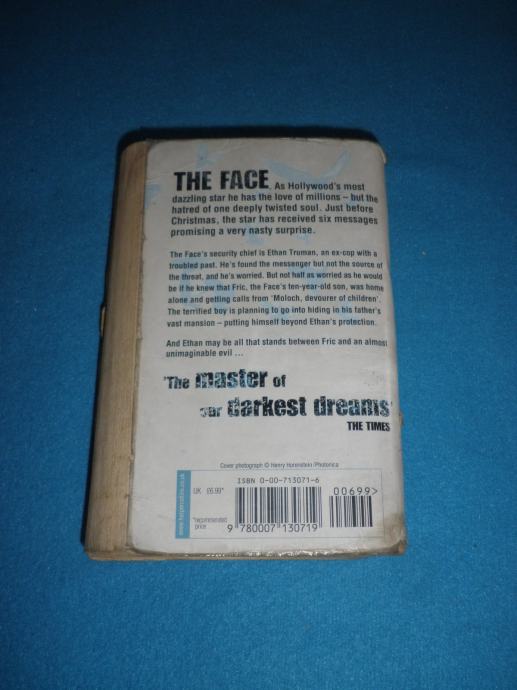 THE FACE. As Hollywood's most
dazzling star he has the love of millions – but the
hatred of one deeply twisted soul. Just before
Christmas, the star has received six messages
promising a very nasty surprise.
The Face's security chief is Ethan Truman, an ex-cop with a
troubled past. He's found the messenger but not the source of
the threat, and he's worried. But not half as worried as he would
be if he knew that Fric, the Face's ten-year-old son, was home
alone and getting calls from 'Moloch, devourer of children'.
The terrified boy is planning to go into hiding in his father's
vast mansion – putting himself beyond Ethan's protection.
And Ethan may be all that stands between Fric and an almost
unimaginable evil ...
'The master of
our darkest dreams'
THE TIMES
Cover photograph © Henry Horenstein/Photonica
ISBN 0-00-713071-6
UK £6.99*
00699>
*recommended
price
9 780007 130719